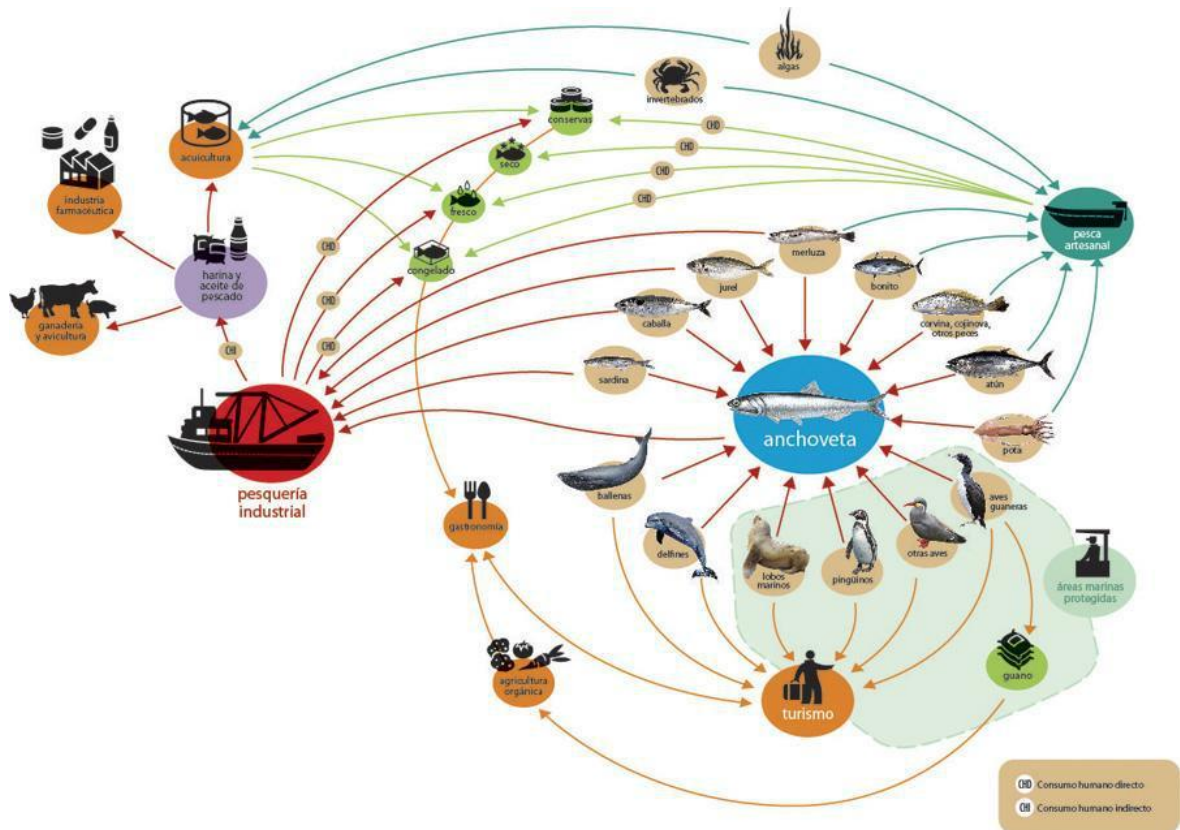 algas
invertebrados
conservas
CHD
acuicultura
seco
CHD
industria
farmacéutica
CHD
fresco
CHD
pesca
artesanal
merluza
CHD
congelado
jurel
bonito
harina y
aceite de
pescado
caballa
corvina, cojinova,
otros peces
CHD
ganadería
y avicultura
CHI
CHD
sardina
atún
anchoveta
pota
pesquería
industrial
ballenas
aves
guaneras
gastronomía
delfines
otras aves
lobos
marinos
pingüinos
áreas marinas
protegidas
agricultura
orgánica
guano
turismo
CHD Consumo humano directo
CHI Consumo humano indirecto